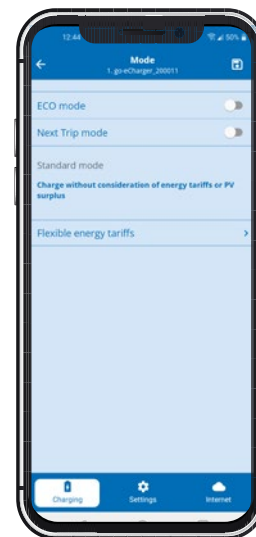 12:44 50%
Mode
1. go-eCharger_200011
ECO mode
Next Trip mode
Standard mode
Charge without consideration of energy tariffs or PV
surplus
Flexible energy tariffs
Charging Settings Internet